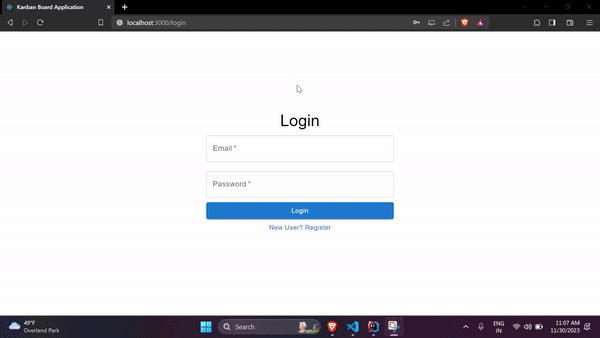 Kanban Board Application
localhost:3000/login
Login
Email *
Password *
Login
New User? Register
49°F
Overland Park
Search
ENG
IN
11:07 AM
11/30/2023